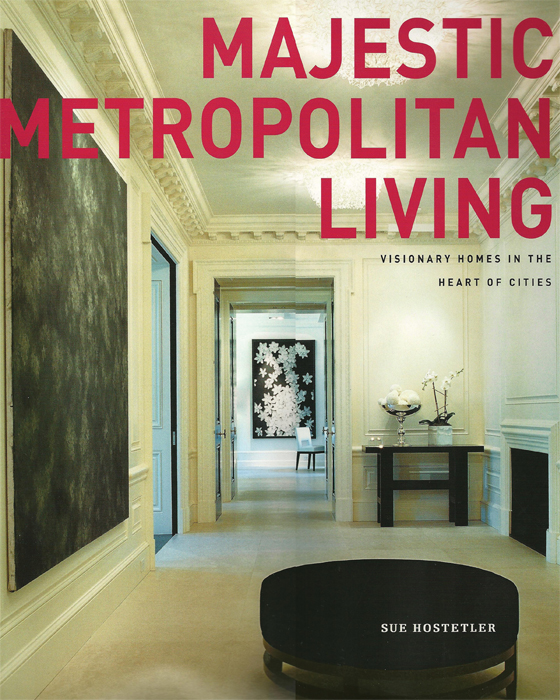 MAJESTIC
METROPOLITAN
LIVING
VISIONARY HOMES IN THE
HEART OF CITIES
SUE HOSTETLER